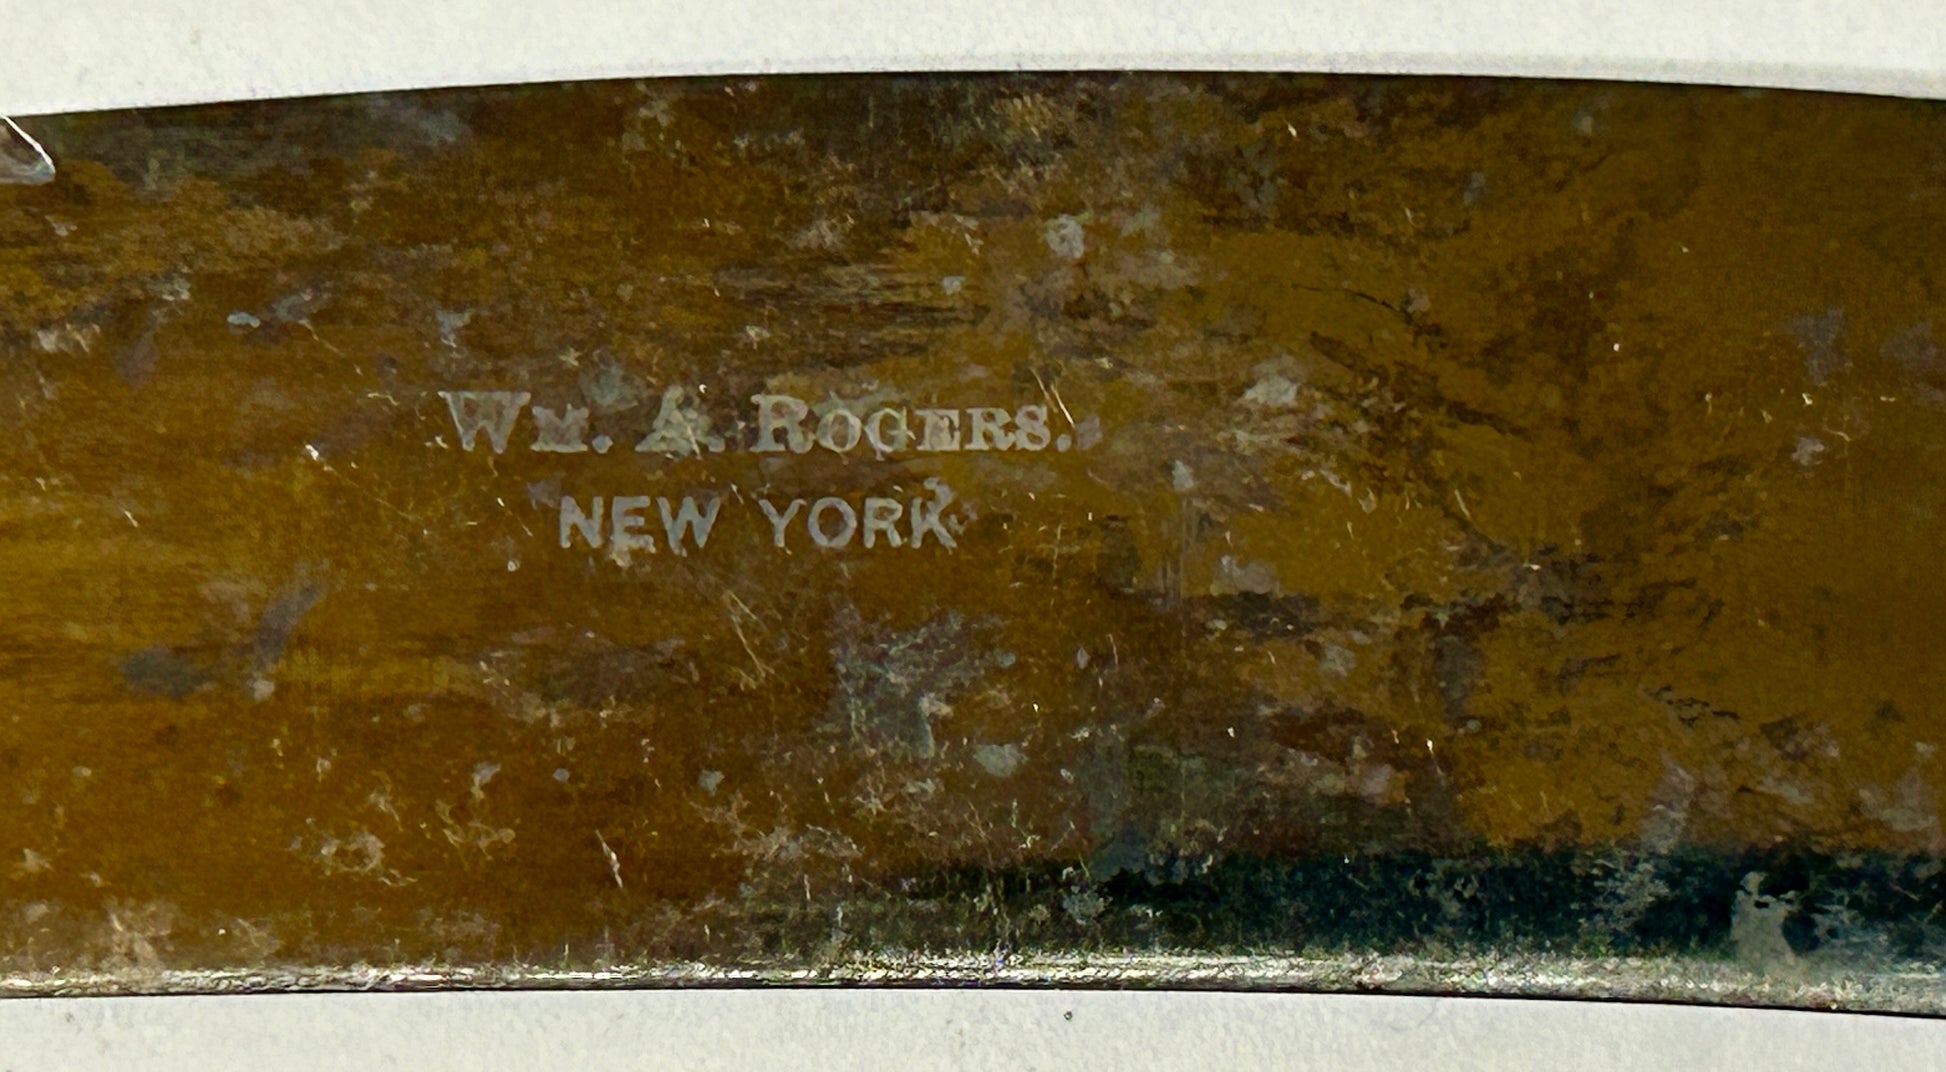 Wm. A. Rogers.
NEW YORK